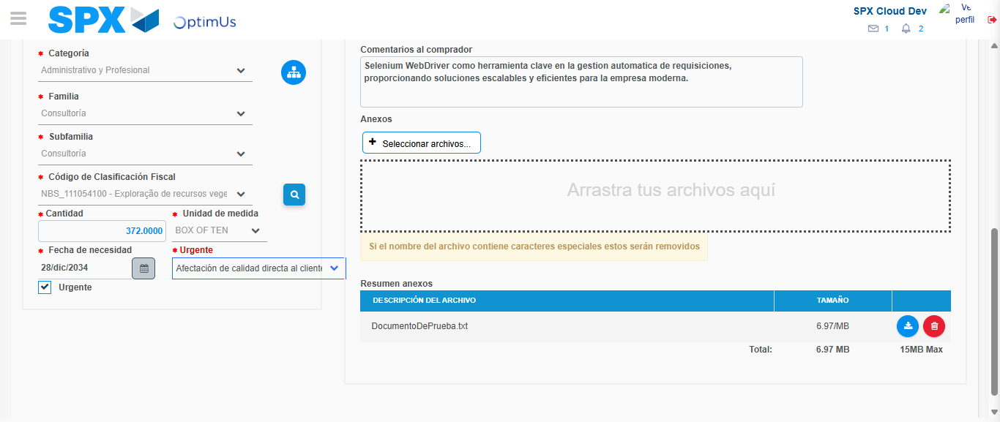 SPX
OptimUs
SPX Cloud Dev
1
2
perfil
* Categoría
Administrativo y Profesional
* Familia
Consultoría
* Subfamilia
Consultoría
* Código de Clasificación Fiscal
NBS_111054100 - Exploração de recursos vege
* Cantidad
* Unidad de medida
372.0000
BOX OF TEN
* Fecha de necesidad
* Urgente
28/dic/2034
Afectación de calidad directa al cliente
Urgente
Comentarios al comprador
Selenium WebDriver como herramienta clave en la gestion automatica de requisiciones,
proporcionando soluciones escalables y eficientes para la empresa moderna.
Anexos
+ Seleccionar archivos...
Arrastra tus archivos aquí
Si el nombre del archivo contiene caracteres especiales estos serán removidos
Resumen anexos
DESCRIPCIÓN DEL ARCHIVO TAMAÑO
DocumentoDePrueba.txt 6.97/MB
Total: 6.97 MB 15MB Max